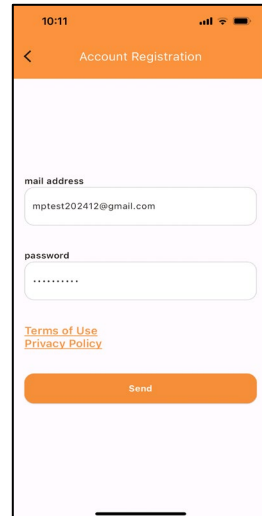 10:11
Account Registration
mail address
mptest202412@gmail.com
password
··········
Terms of Use
Privacy Policy
Send